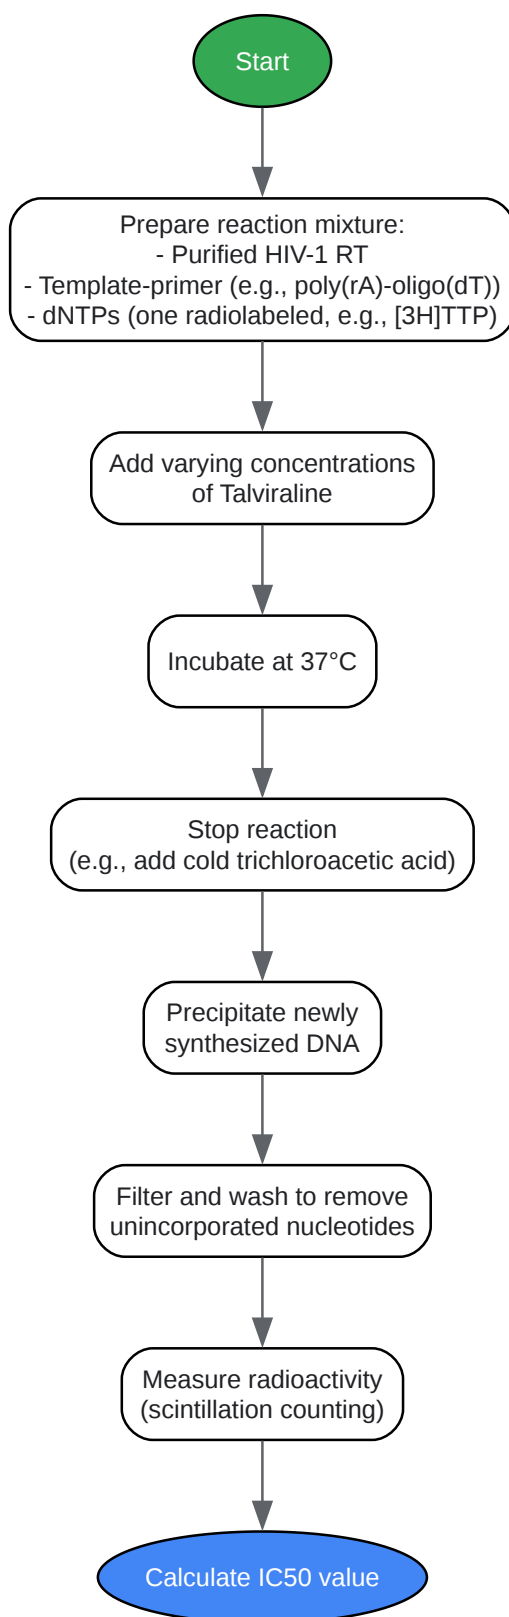 Start
Prepare reaction mixture:
- Purified HIV-1 RT
- Template-primer (e.g., poly(rA)-oligo(dT))
- dNTPs (one radiolabeled, e.g., [3H]TTP)
Add varying concentrations
of Talviraline
Incubate at 37°C
Stop reaction
(e.g., add cold trichloroacetic acid)
Precipitate newly
synthesized DNA
Filter and wash to remove
unincorporated nucleotides
Measure radioactivity
(scintillation counting)
Calculate IC50 value